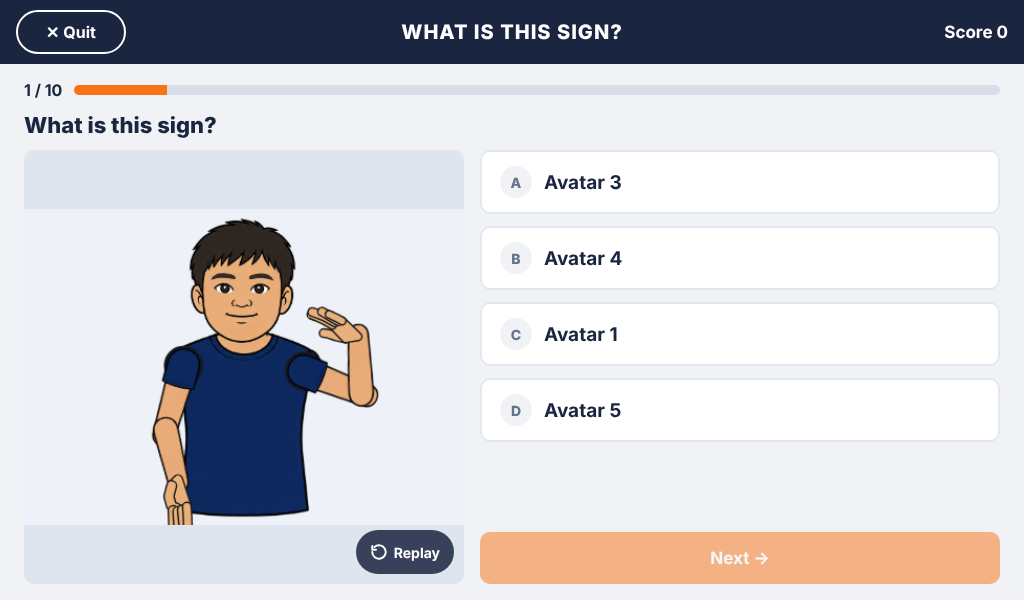 ✕ Quit
WHAT IS THIS SIGN?
Score 0
1 / 10
What is this sign?
A Avatar 3
B Avatar 4
C Avatar 1
D Avatar 5
Replay
Next →